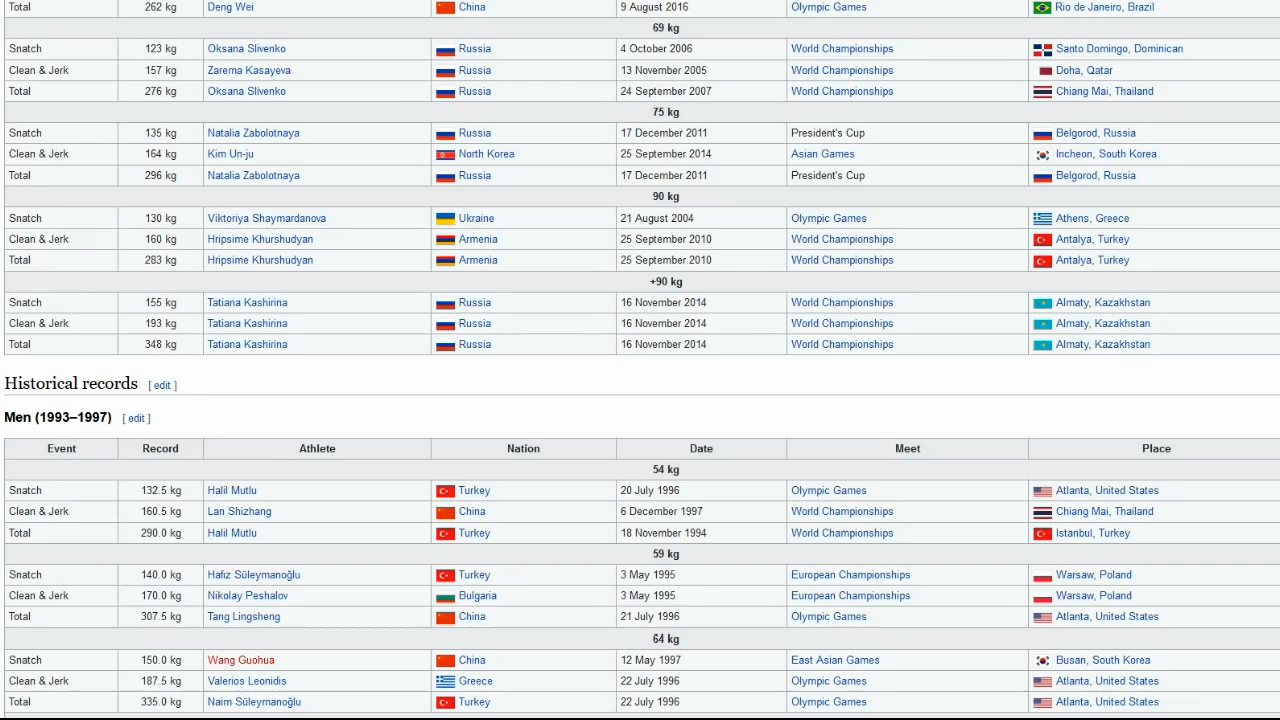 Total 262 kg Deng Wei China 9 August 2016 Olympic Games Rio de Janeiro, Brazil
69 kg
Snatch 123 kg Oksana Slivenko Russia 4 October 2006 World Championships Santo Domingo, Dominican
Clean & Jerk 157 kg Zarema Kasayeva Russia 13 November 2005 World Championships Doha, Qatar
Total 276 kg Oksana Slivenko Russia 24 September 2007 World Championships Chiang Mai, Thailand
75 kg
Snatch 135 kg Natalia Zabolotnaya Russia 17 December 2011 President's Cup Belgorod, Russia
Clean & Jerk 164 kg Kim Un-ju North Korea 25 September 2014 Asian Games Incheon, South Korea
Total 296 kg Natalia Zabolotnaya Russia 17 December 2011 President's Cup Belgorod, Russia
90 kg
Snatch 130 kg Viktoriya Shaymardanova Ukraine 21 August 2004 Olympic Games Athens, Greece
Clean & Jerk 160 kg Hripsime Khurshudyan Armenia 25 September 2010 World Championships Antalya, Turkey
Total 283 kg Hripsime Khurshudyan Armenia 25 September 2010 World Championships Antalya, Turkey
+90 kg
Snatch 155 kg Tatiana Kashirina Russia 16 November 2014 World Championships Almaty, Kazakhstan
Clean & Jerk 193 kg Tatiana Kashirina Russia 16 November 2014 World Championships Almaty, Kazakhstan
Total 348 kg Tatiana Kashirina Russia 16 November 2014 World Championships Almaty, Kazakhstan
Historical records [ edit ]
Men (1993–1997) [ edit ]
Event Record Athlete Nation Date Meet Place
54 kg
Snatch 132.5 kg Halil Mutlu Turkey 20 July 1996 Olympic Games Atlanta, United States
Clean & Jerk 160.5 kg Lan Shizhang China 6 December 1997 World Championships Chiang Mai, Thailand
Total 290.0 kg Halil Mutlu Turkey 18 November 1994 World Championships Istanbul, Turkey
59 kg
Snatch 140.0 kg Hafız Süleymanoğlu Turkey 3 May 1995 European Championships Warsaw, Poland
Clean & Jerk 170.0 kg Nikolay Peshalov Bulgaria 3 May 1995 European Championships Warsaw, Poland
Total 307.5 kg Tang Lingsheng China 21 July 1996 Olympic Games Atlanta, United States
64 kg
Snatch 150.0 kg Wang Guohua China 12 May 1997 East Asian Games Busan, South Korea
Clean & Jerk 187.5 kg Valerios Leonidis Greece 22 July 1996 Olympic Games Atlanta, United States
Total 335.0 kg Naim Süleymanoğlu Turkey 22 July 1996 Olympic Games Atlanta, United States